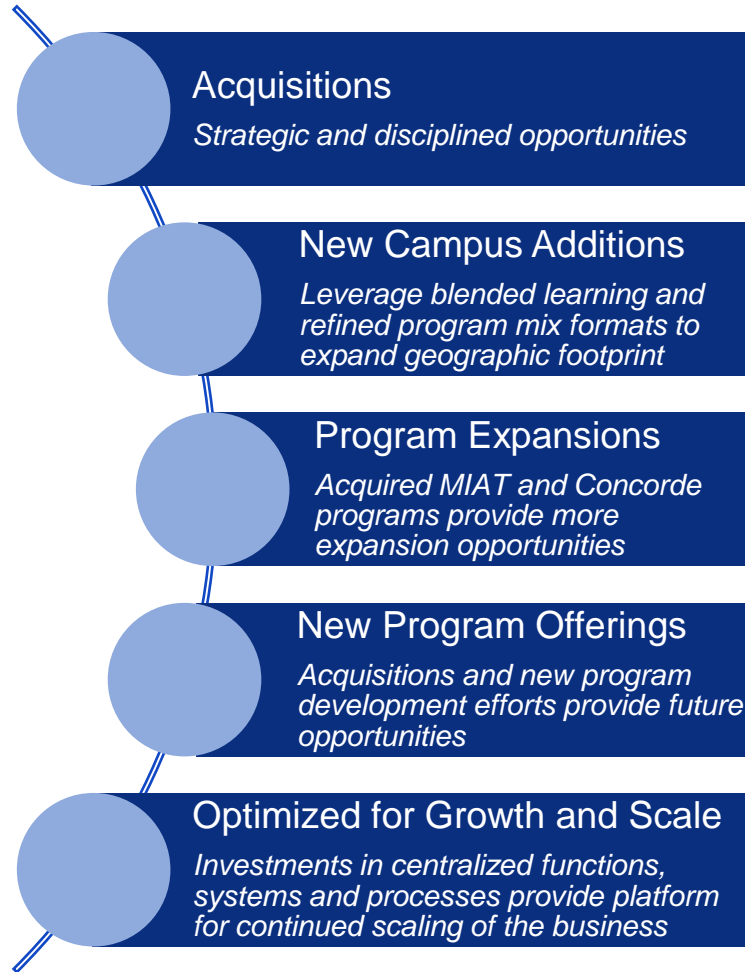 Acquisitions
Strategic and disciplined opportunities
New Campus Additions
Leverage blended learning and
refined program mix formats to
expand geographic footprint
Program Expansions
Acquired MIAT and Concorde
programs provide more
expansion opportunities
New Program Offerings
Acquisitions and new program
development efforts provide future
opportunities
Optimized for Growth and Scale
Investments in centralized functions,
systems and processes provide platform
for continued scaling of the business